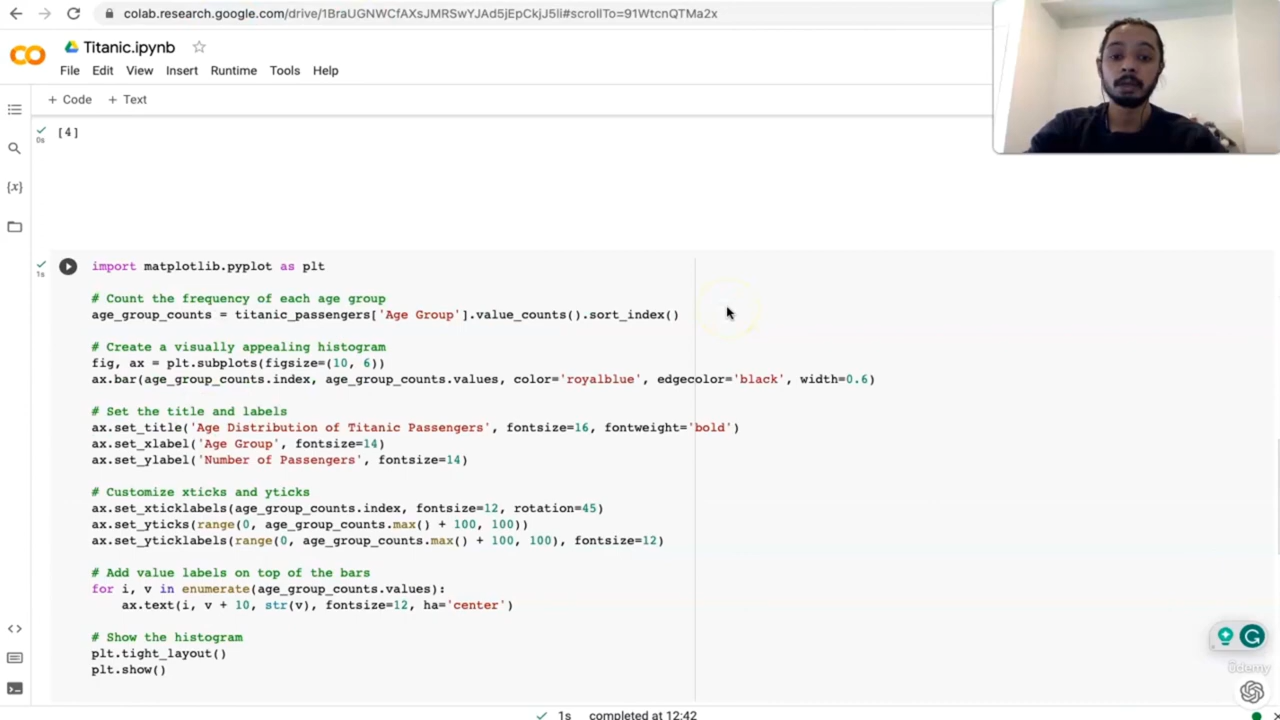 colab.research.google.com/drive/1BraUGNWCfAXsJMRSwYJAd5jEpCkjJ5li#scrollTo=91WtcnQTMa2x
CO
Titanic.ipynb
File Edit View Insert Runtime Tools Help
+ Code + Text
0s
[4]
{x}
1s
import matplotlib.pyplot as plt
# Count the frequency of each age group
age_group_counts = titanic_passengers['Age Group'].value_counts().sort_index()
# Create a visually appealing histogram
fig, ax = plt.subplots(figsize=(10, 6))
ax.bar(age_group_counts.index, age_group_counts.values, color='royalblue', edgecolor='black', width=0.6)
# Set the title and labels
ax.set_title('Age Distribution of Titanic Passengers', fontsize=16, fontweight='bold')
ax.set_xlabel('Age Group', fontsize=14)
ax.set_ylabel('Number of Passengers', fontsize=14)
# Customize xticks and yticks
ax.set_xticklabels(age_group_counts.index, fontsize=12, rotation=45)
ax.set_yticks(range(0, age_group_counts.max() + 100, 100))
ax.set_yticklabels(range(0, age_group_counts.max() + 100, 100), fontsize=12)
# Add value labels on top of the bars
for i, v in enumerate(age_group_counts.values):
ax.text(i, v + 10, str(v), fontsize=12, ha='center')
# Show the histogram
plt.tight_layout()
plt.show()
<>
Udemy
1s completed at 12:42